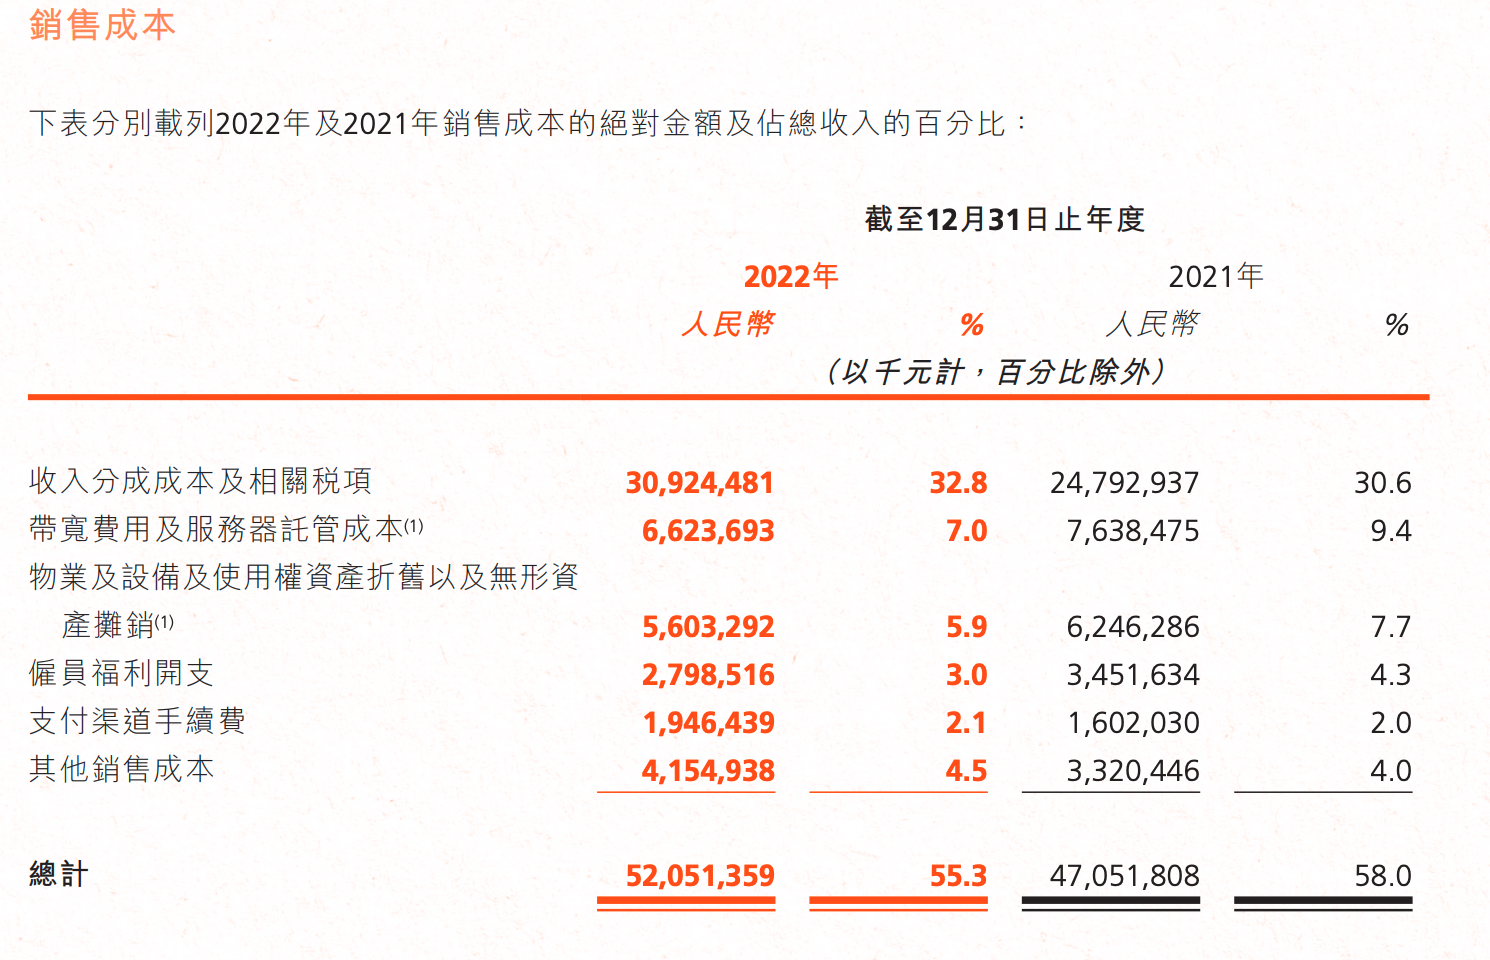 銷售成本
下表分別載列2022年及2021年銷售成本的絕對金額及佔總收入的百分比：
截至12月31日止年度
2022年 2021年
人民幣 % 人民幣 %
（以千元計，百分比除外）
收入分成成本及相關税項 30,924,481 32.8 24,792,937 30.6
帶寬費用及服務器託管成本(1) 6,623,693 7.0 7,638,475 9.4
物業及設備及使用權資產折舊以及無形資
產攤銷(1) 5,603,292 5.9 6,246,286 7.7
僱員福利開支 2,798,516 3.0 3,451,634 4.3
支付渠道手續費 1,946,439 2.1 1,602,030 2.0
其他銷售成本 4,154,938 4.5 3,320,446 4.0
總計 52,051,359 55.3 47,051,808 58.0